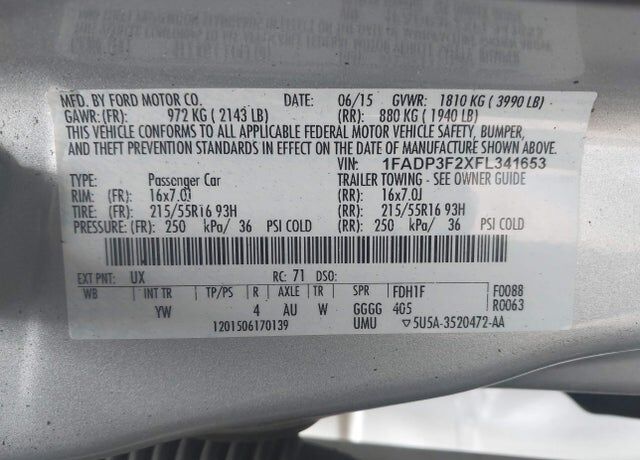 MFD. BY FORD MOTOR CO. DATE: 06/15 GVWR: 1810 KG ( 3990 LB)
GAWR: (FR): 972 KG ( 2143 LB) (RR): 880 KG ( 1940 LB)
THIS VEHICLE CONFORMS TO ALL APPLICABLE FEDERAL MOTOR VEHICLE SAFETY, BUMPER,
AND THEFT PREVENTION STANDARDS IN EFFECT ON THE DATE OF MANUFACTURE SHOWN ABOVE.
VIN: 1FADP3F2XFL341653
TYPE: Passenger Car TRAILER TOWING - SEE OWNER GUIDE
RIM: (FR): 16x7.0J (RR): 16x7.0J
TIRE: (FR): 215/55R16 93H (RR): 215/55R16 93H
PRESSURE: (FR): 250 kPa/ 36 PSI COLD (RR): 250 kPa/ 36 PSI COLD
EXT PNT: UX RC: 71 DSO:
WB INT TR TP/PS R AXLE TR SPR FDH1F F0088
YW 4 AU W GGGG 405 R0063
1201506170139 UMU ▽5U5A-3520472-AA